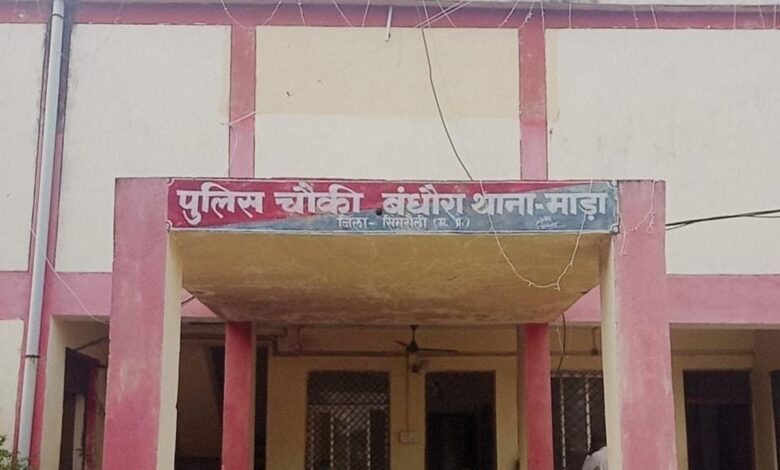 पुलिस चौकी बंधौरा थाना-माड़ा
जिला- सिंगरौली (म. प्र.)